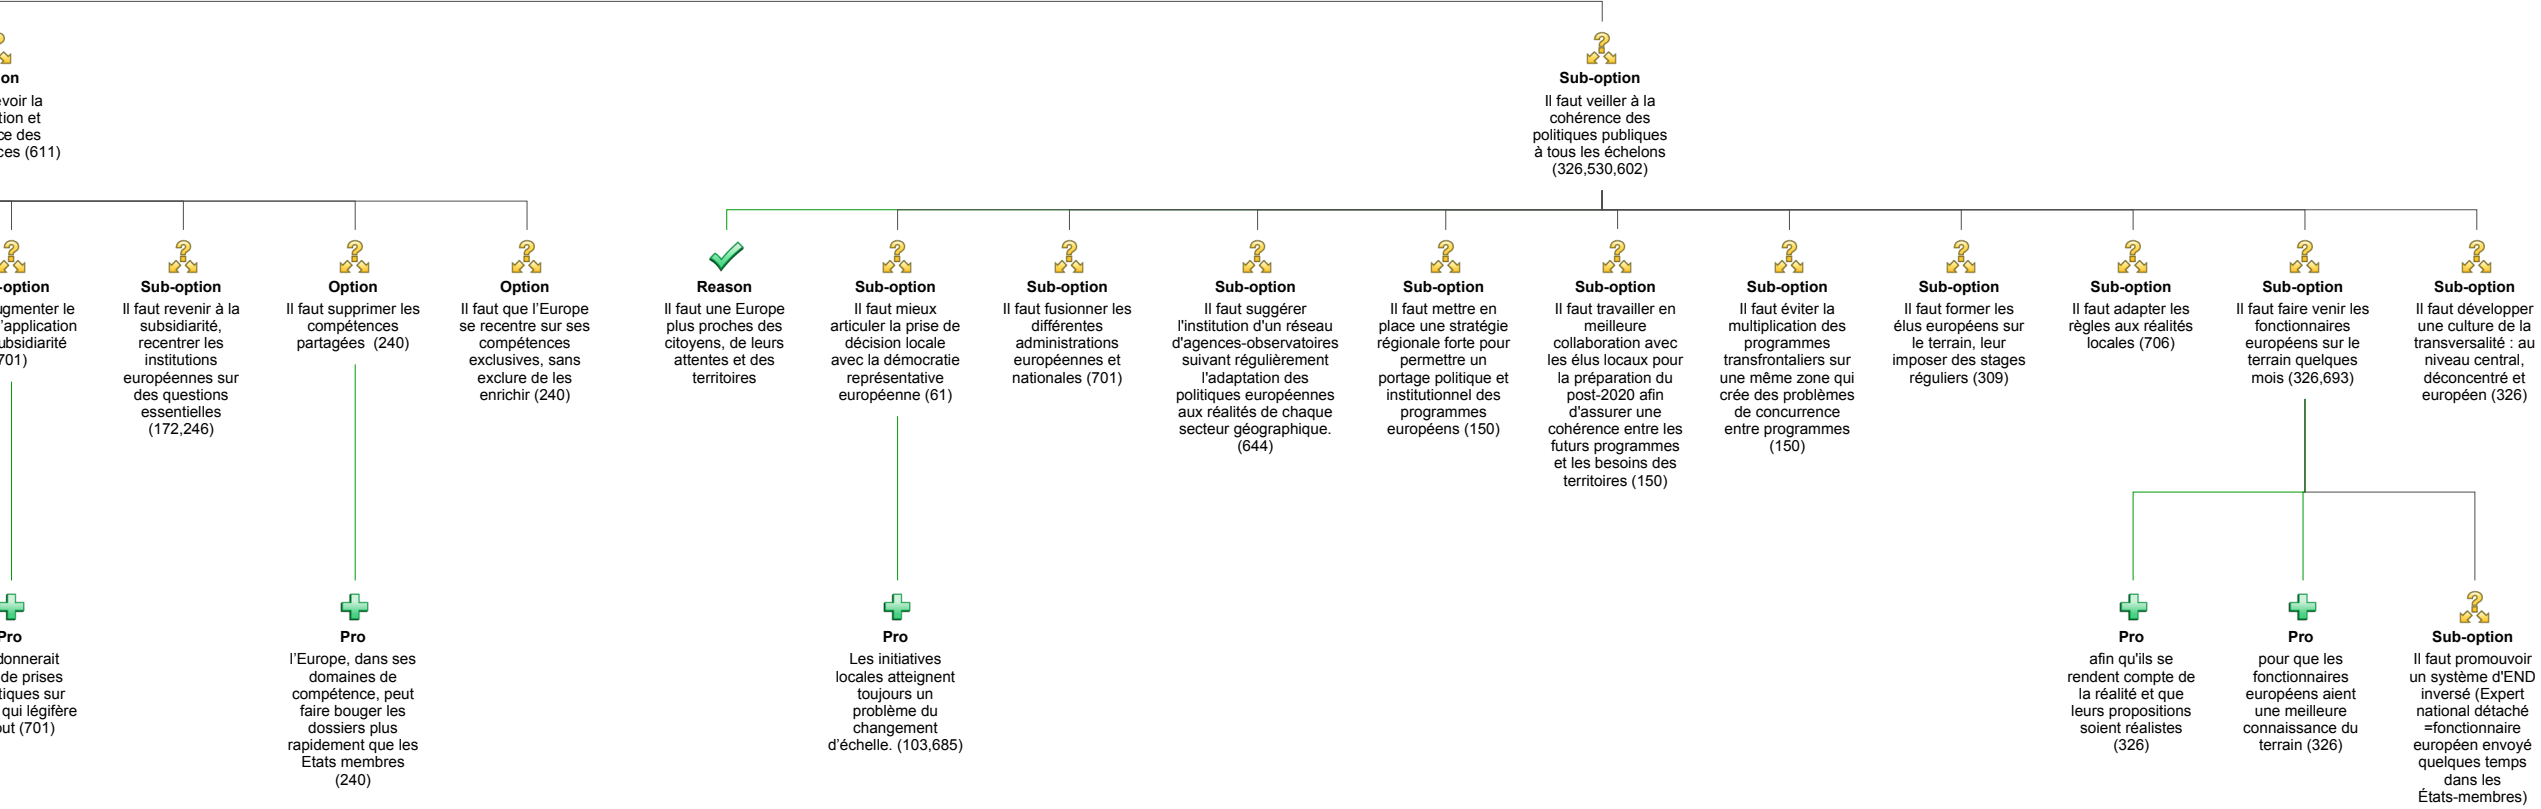 on
voir la
tion et
ce des
ces (611)
Sub-option
Il faut veiller à la
cohérence des
politiques publiques
à tous les échelons
(326,530,602)
-option
ugmenter le
l’application
ubsidiarité
701)
Sub-option
Il faut revenir à la
subsidiarité,
recentrer les
institutions
européennes sur
des questions
essentielles
(172,246)
Option
Il faut supprimer les
compétences
partagées (240)
Option
Il faut que l’Europe
se recentre sur ses
compétences
exclusives, sans
exclure de les
enrichir (240)
Reason
Il faut une Europe
plus proches des
citoyens, de leurs
attentes et des
territoires
Sub-option
Il faut mieux
articuler la prise de
décision locale
avec la démocratie
représentative
européenne (61)
Sub-option
Il faut fusionner les
différentes
administrations
européennes et
nationales (701)
Sub-option
Il faut suggérer
l'institution d'un réseau
d'agences-observatoires
suivant régulièrement
l'adaptation des
politiques européennes
aux réalités de chaque
secteur géographique.
(644)
Sub-option
Il faut mettre en
place une stratégie
régionale forte pour
permettre un
portage politique et
institutionnel des
programmes
européens (150)
Sub-option
Il faut travailler en
meilleure
collaboration avec
les élus locaux pour
la préparation du
post-2020 afin
d'assurer une
cohérence entre les
futurs programmes
et les besoins des
territoires (150)
Sub-option
Il faut éviter la
multiplication des
programmes
transfrontaliers sur
une même zone qui
crée des problèmes
de concurrence
entre programmes
(150)
Sub-option
Il faut former les
élus européens sur
le terrain, leur
imposer des stages
réguliers (309)
Sub-option
Il faut adapter les
règles aux réalités
locales (706)
Sub-option
Il faut faire venir les
fonctionnaires
européens sur le
terrain quelques
mois (326,693)
Sub-option
Il faut développer
une culture de la
transversalité : au
niveau central,
déconcentré et
européen (326)
Pro
donnerait
de prises
tiques sur
qui légifère
out (701)
Pro
l’Europe, dans ses
domaines de
compétence, peut
faire bouger les
dossiers plus
rapidement que les
Etats membres
(240)
Pro
Les initiatives
locales atteignent
toujours un
problème du
changement
d’échelle. (103,685)
Pro
afin qu'ils se
rendent compte de
la réalité et que
leurs propositions
soient réalistes
(326)
Pro
pour que les
fonctionnaires
européens aient
une meilleure
connaissance du
terrain (326)
Sub-option
Il faut promouvoir
un système d'END
inversé (Expert
national détaché
=fonctionnaire
européen envoyé
quelques temps
dans les
États-membres)